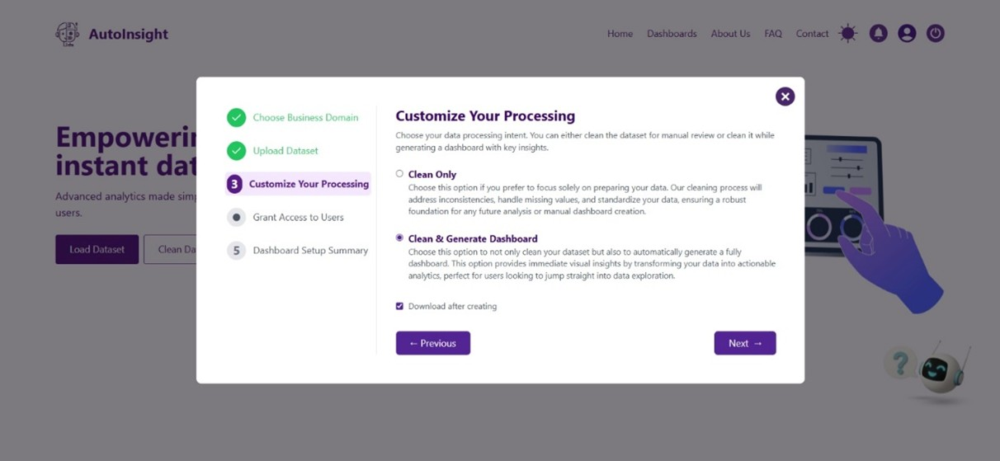 AutoInsight
Home Dashboards About Us FAQ Contact
Empowerin
instant dat
Advanced analytics made simp
users.
Load Dataset Clean Da
Choose Business Domain
Upload Dataset
3 Customize Your Processing
Grant Access to Users
5 Dashboard Setup Summary
Customize Your Processing
Choose your data processing intent. You can either clean the dataset for manual review or clean it while
generating a dashboard with key insights.
Clean Only
Choose this option if you prefer to focus solely on preparing your data. Our cleaning process will
address inconsistencies, handle missing values, and standardize your data, ensuring a robust
foundation for any future analysis or manual dashboard creation.
Clean & Generate Dashboard
Choose this option to not only clean your dataset but also to automatically generate a fully
dashboard. This option provides immediate visual insights by transforming your data into actionable
analytics, perfect for users looking to jump straight into data exploration.
Download after creating
← Previous
Next →
?